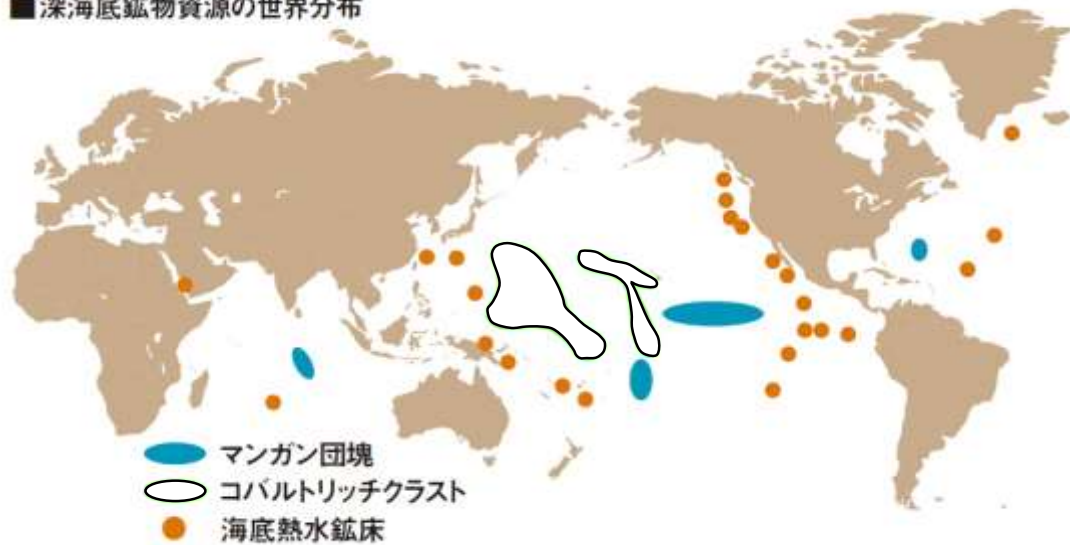 ■深海底鉱物資源の世界分布
マンガン団塊
コバルトリッチクラスト
海底熱水鉱床